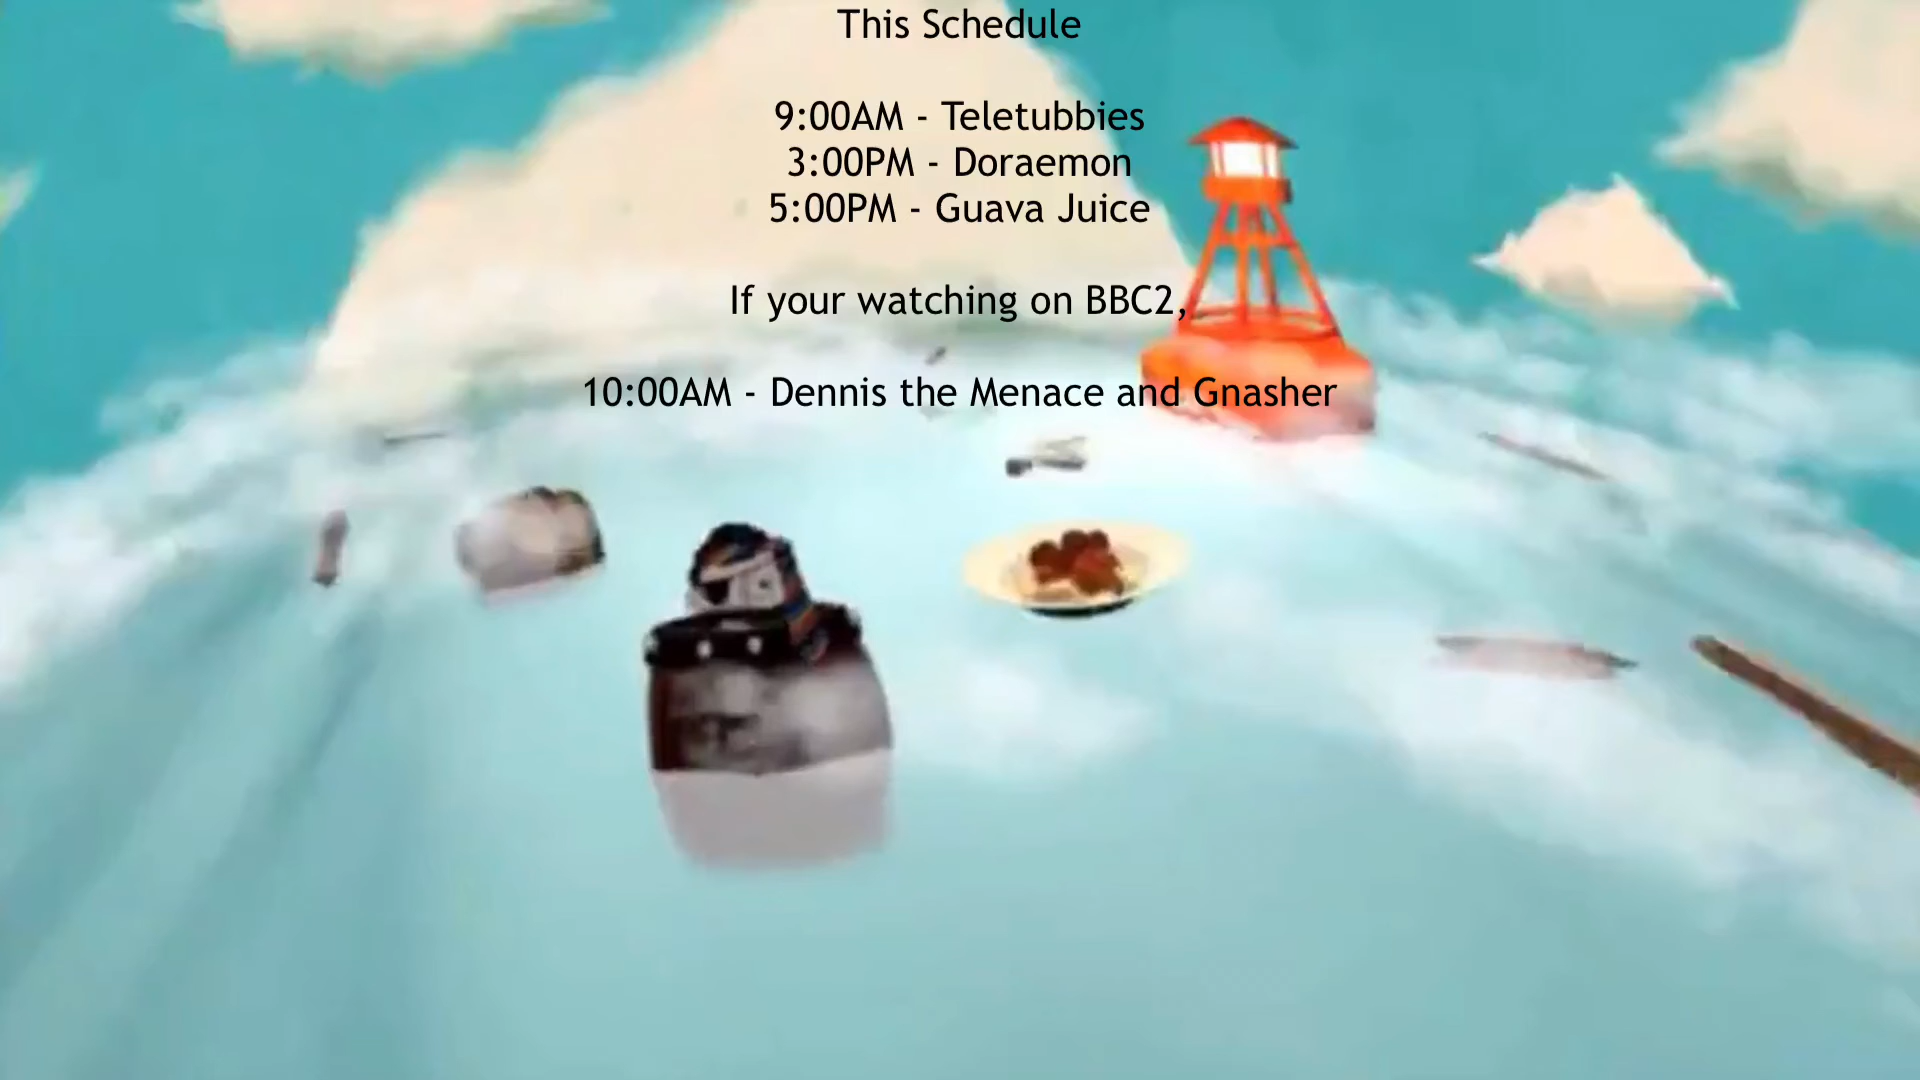 This Schedule
9:00AM - Teletubbies
3:00PM - Doraemon
5:00PM - Guava Juice
If your watching on BBC2,
10:00AM - Dennis the Menace and Gnasher